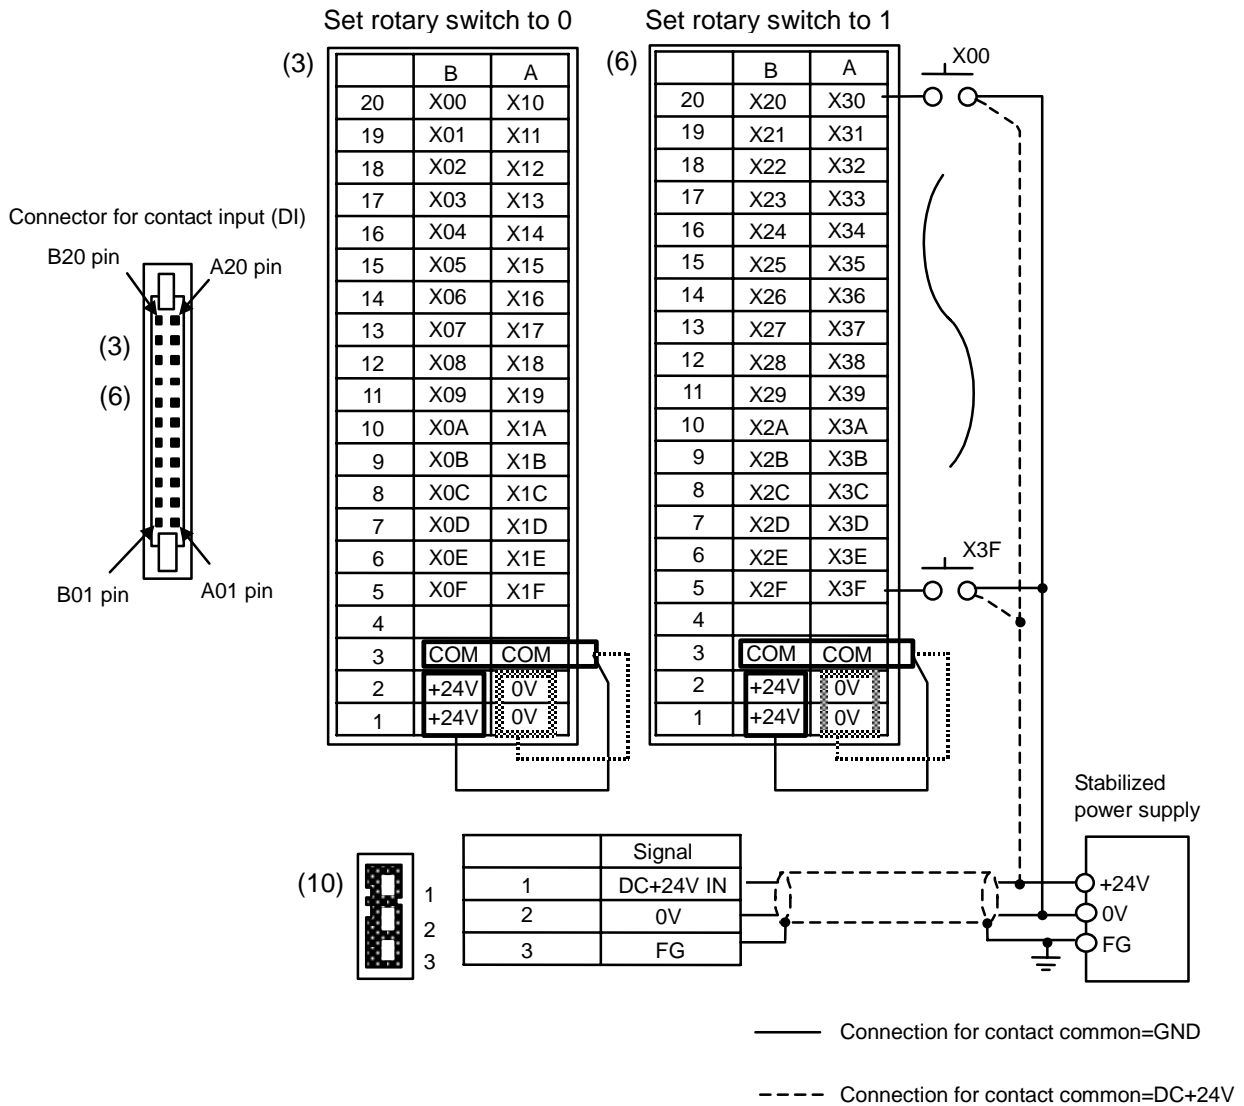 Set rotary switch to 0
Set rotary switch to 1
(3)
B A
20 X00 X10
19 X01 X11
18 X02 X12
17 X03 X13
16 X04 X14
15 X05 X15
14 X06 X16
13 X07 X17
12 X08 X18
11 X09 X19
10 X0A X1A
9 X0B X1B
8 X0C X1C
7 X0D X1D
6 X0E X1E
5 X0F X1F
4
3 COM COM
2 +24V 0V
1 +24V 0V
(6)
B A
20 X20 X30
19 X21 X31
18 X22 X32
17 X23 X33
16 X24 X34
15 X25 X35
14 X26 X36
13 X27 X37
12 X28 X38
11 X29 X39
10 X2A X3A
9 X2B X3B
8 X2C X3C
7 X2D X3D
6 X2E X3E
5 X2F X3F
4
3 COM COM
2 +24V 0V
1 +24V 0V
X00
X3F
Connector for contact input (DI)
B20 pin
A20 pin
(3)
(6)
B01 pin
A01 pin
Stabilized
power supply
+24V
0V
FG
(10)
1
2
3
Signal
1 DC+24V IN
2 0V
3 FG
Connection for contact common=GND
Connection for contact common=DC+24V